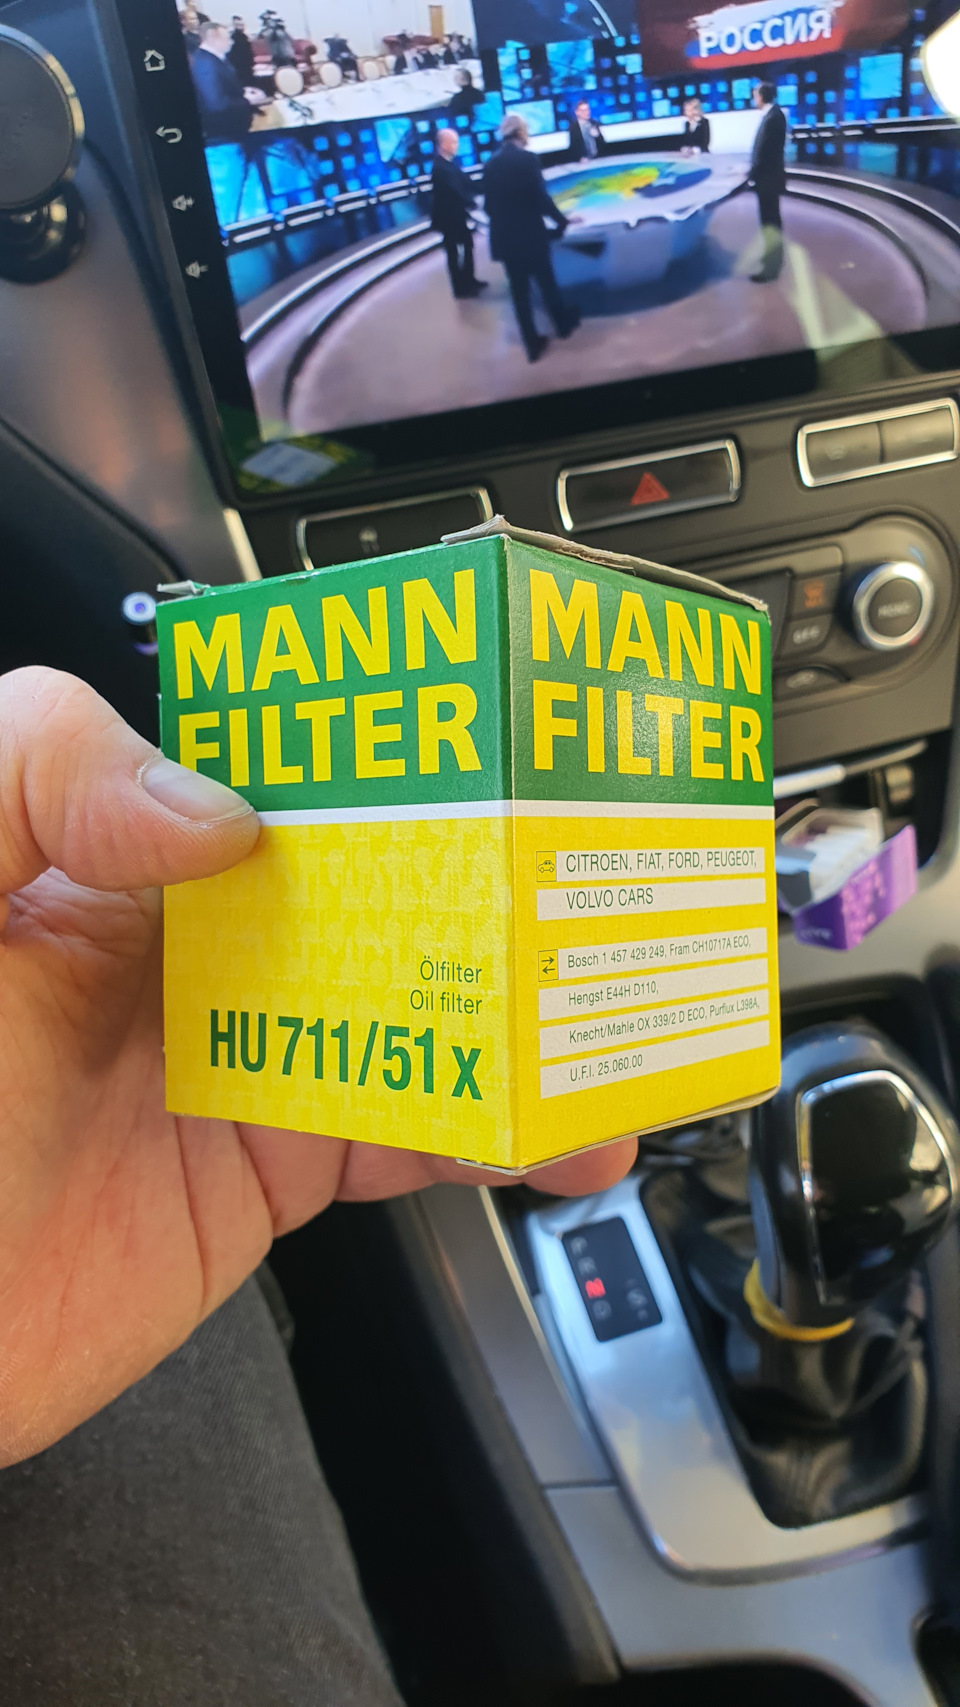 РОССИЯ
MANN
FILTER
Ölfilter
Oil filter
HU 711/51 x
MANN
FILTER
CITROEN, FIAT, FORD, PEUGEOT,
VOLVO CARS
Bosch 1 457 429 249, Fram CH10717A ECO,
Hengst E44H D110,
Knecht/Mahle OX 339/2 D ECO, Purflux L398A,
U.F.I. 25.060.00
MENU
OFF